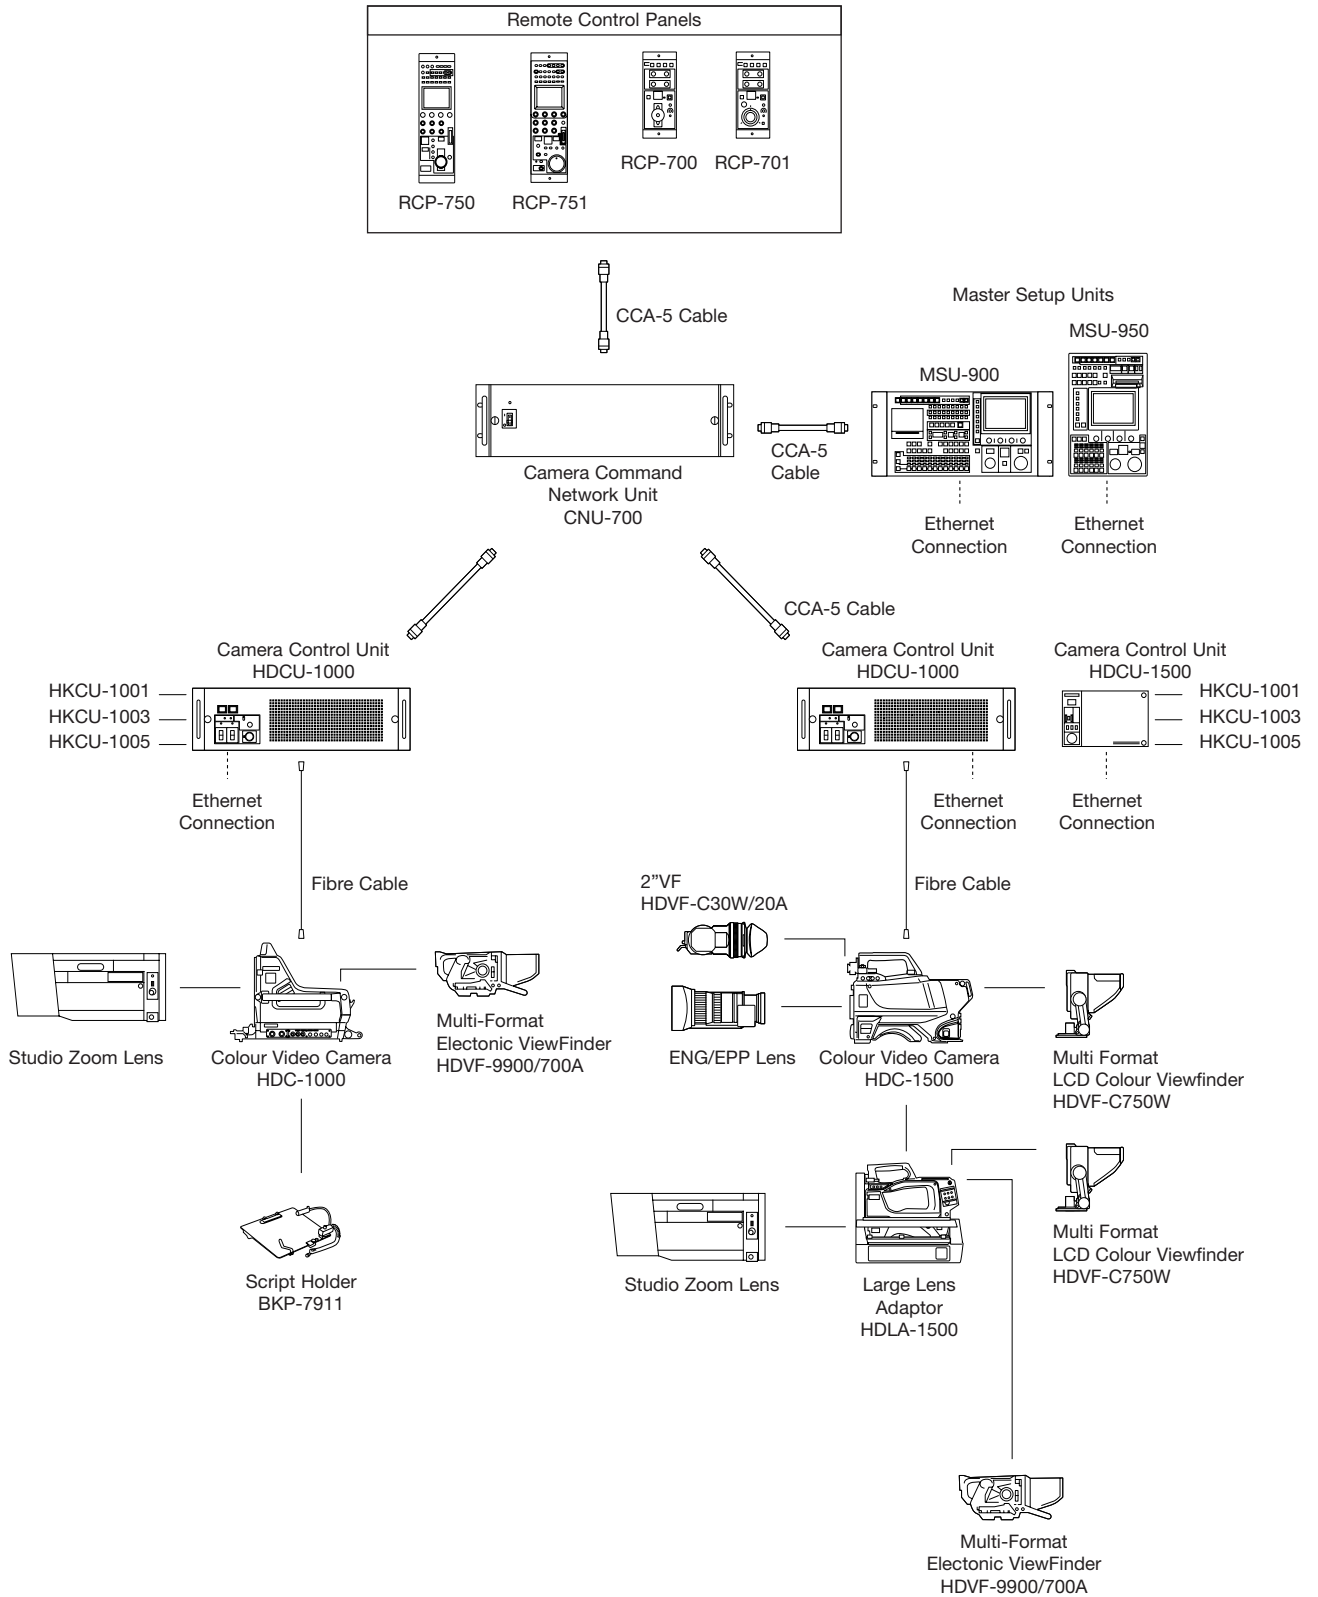 Remote Control Panels
RCP-750
RCP-751
RCP-700
RCP-701
CCA-5 Cable
Master Setup Units
MSU-950
MSU-900
CCA-5
Cable
Camera Command
Network Unit
CNU-700
Ethernet
Connection
Ethernet
Connection
CCA-5 Cable
Camera Control Unit
HDCU-1000
HKCU-1001
HKCU-1003
HKCU-1005
Ethernet
Connection
Camera Control Unit
HDCU-1000
Ethernet
Connection
Camera Control Unit
HDCU-1500
HKCU-1001
HKCU-1003
HKCU-1005
Ethernet
Connection
Fibre Cable
Fibre Cable
2”VF
HDVF-C30W/20A
Studio Zoom Lens
Colour Video Camera
HDC-1000
Multi-Format
Electonic ViewFinder
HDVF-9900/700A
ENG/EPP Lens
Colour Video Camera
HDC-1500
Multi Format
LCD Colour Viewfinder
HDVF-C750W
Script Holder
BKP-7911
Studio Zoom Lens
Large Lens
Adaptor
HDLA-1500
Multi Format
LCD Colour Viewfinder
HDVF-C750W
Multi-Format
Electonic ViewFinder
HDVF-9900/700A